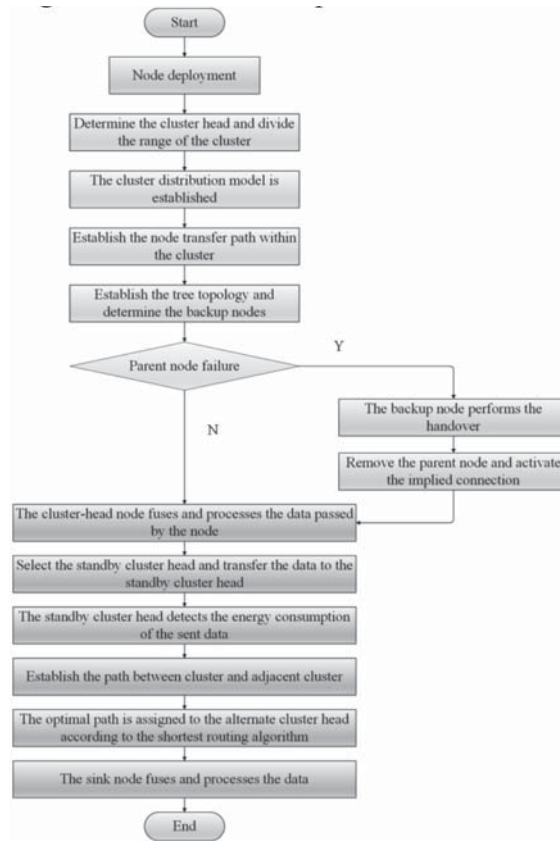 Start
Node deployment
Determine the cluster head and divide
the range of the cluster
The cluster distribution model is
established
Establish the node transfer path within
the cluster
Establish the tree topology and
determine the backup nodes
Parent node failure
Y
N
The backup node performs the
handover
Remove the parent node and activate
the implied connection
The cluster-head node fuses and processes the data passed
by the node
Select the standby cluster head and transfer the data to the
standby cluster head
The standby cluster head detects the energy consumption
of the sent data
Establish the path between cluster and adjacent cluster
The optimal path is assigned to the alternate cluster head
according to the shortest routing algorithm
The sink node fuses and processes the data
End